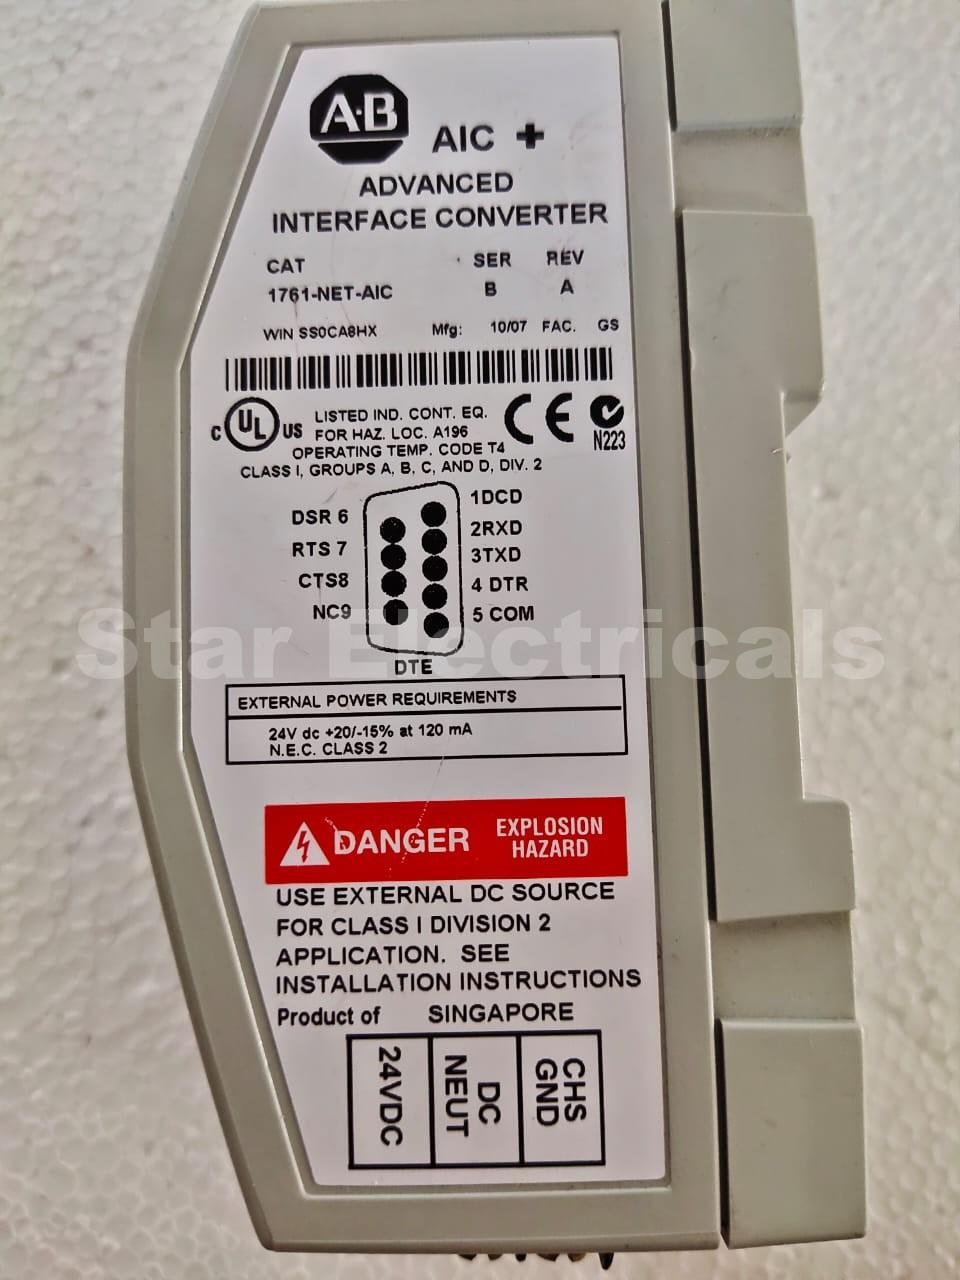 A·B AIC +
ADVANCED
INTERFACE CONVERTER
CAT SER REV
1761-NET-AIC B A
WIN SS0CA8HX Mfg: 10/07 FAC. GS
C UL US LISTED IND. CONT. EQ.
FOR HAZ. LOC. A196
OPERATING TEMP. CODE T4
CLASS I, GROUPS A, B, C, AND D, DIV. 2
CE N223
1DCD
DSR 6
2RXD
RTS 7
3TXD
CTS8
4 DTR
NC9
5 COM
Star Electricals
DTE
EXTERNAL POWER REQUIREMENTS
24V dc +20/-15% at 120 mA
N.E.C. CLASS 2
DANGER EXPLOSION
HAZARD
USE EXTERNAL DC SOURCE
FOR CLASS I DIVISION 2
APPLICATION. SEE
INSTALLATION INSTRUCTIONS
Product of SINGAPORE
24VDC
DC
NEUT
CHS
GND